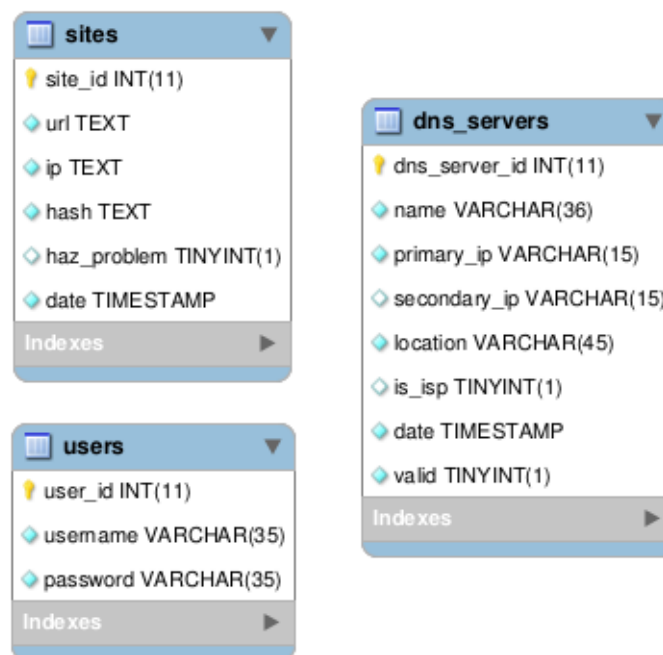 sites
site_id INT(11)
url TEXT
ip TEXT
hash TEXT
haz_problem TINYINT(1)
date TIMESTAMP
Indexes
users
user_id INT(11)
username VARCHAR(35)
password VARCHAR(35)
Indexes
dns_servers
dns_server_id INT(11)
name VARCHAR(36)
primary_ip VARCHAR(15)
secondary_ip VARCHAR(15)
location VARCHAR(45)
is_isp TINYINT(1)
date TIMESTAMP
valid TINYINT(1)
Indexes